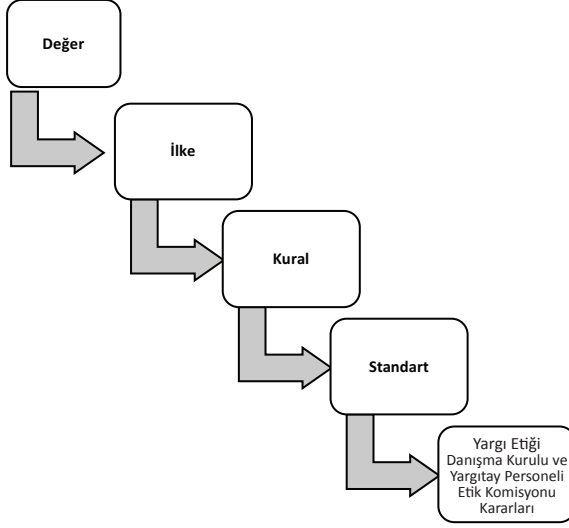 Değer
İlke
Kural
Standart
Yargı Etiği
Danışma Kurulu ve
Yargıtay Personeli
Etik Komisyonu
Kararları